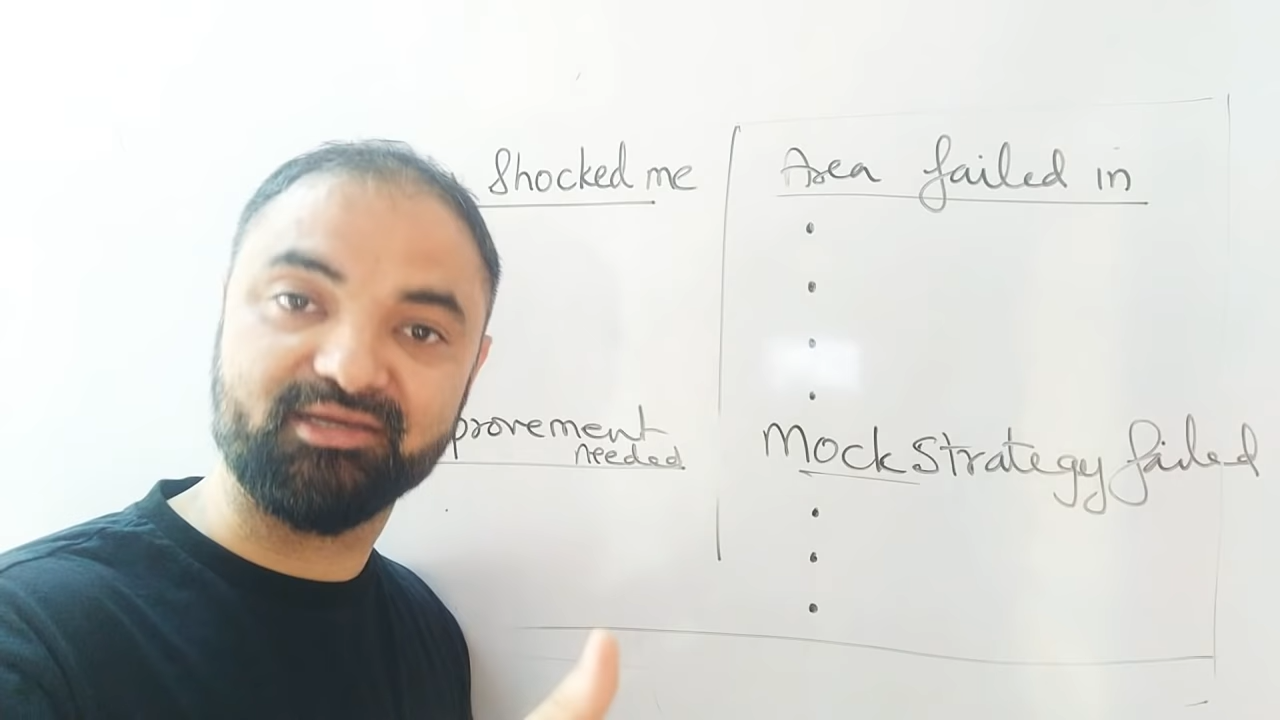 Shocked me
Area failed in
provement
needed
Mock Strategy failed